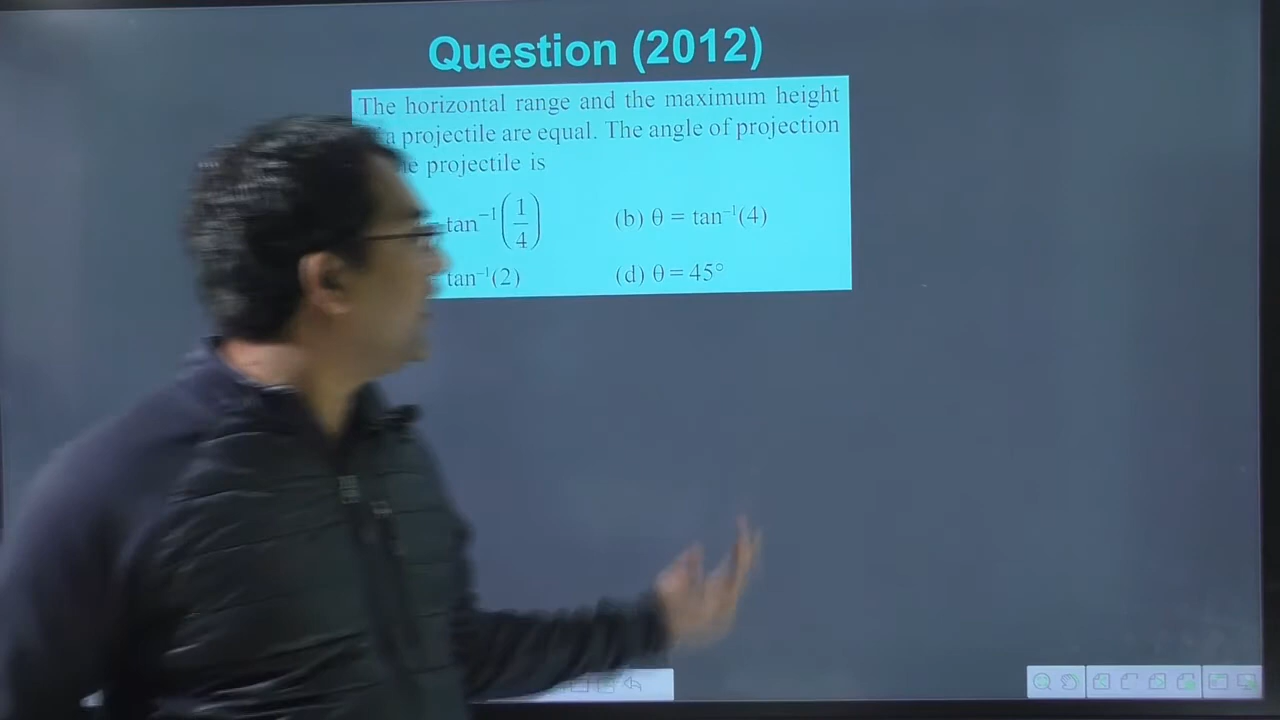 Question (2012)
The horizontal range and the maximum height
a projectile are equal. The angle of projection
projectile is
= tan⁻¹(1/4) (b) θ = tan⁻¹(4)
= tan⁻¹(2) (d) θ = 45°